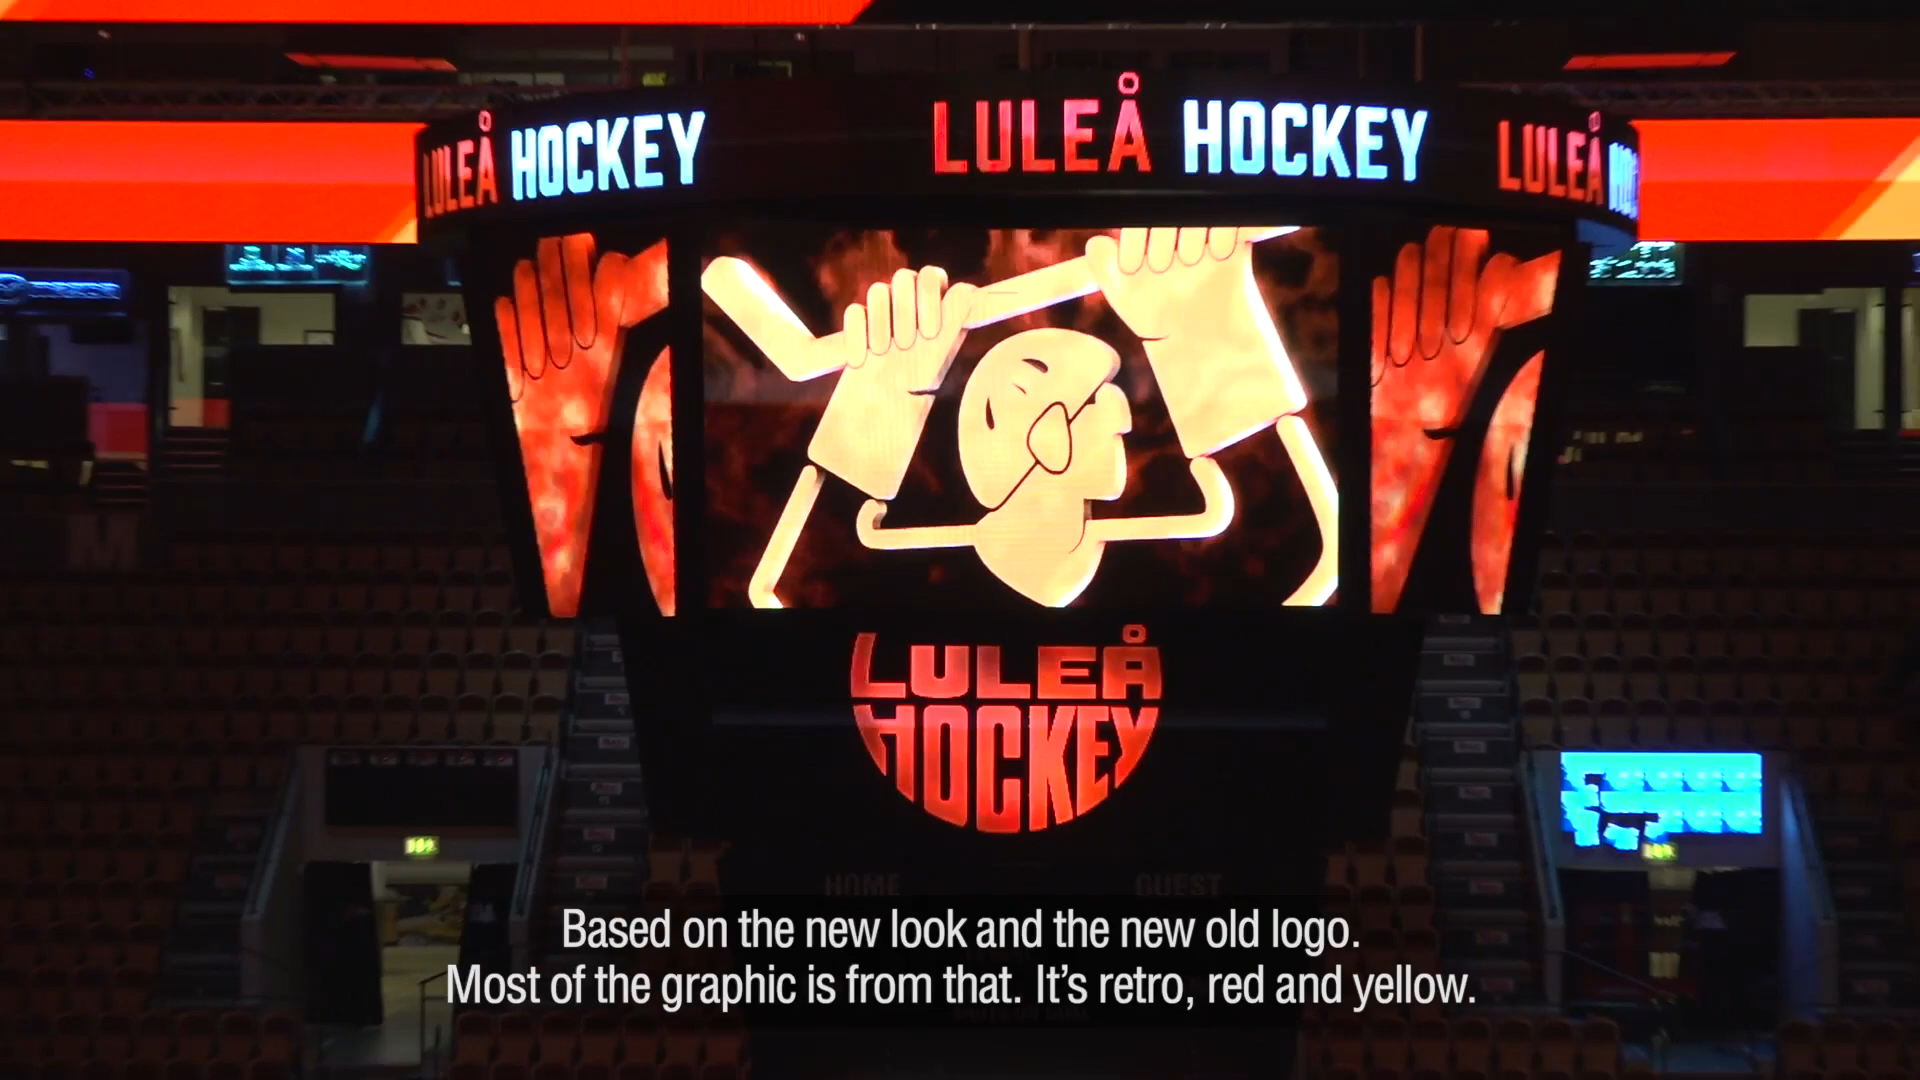 LULEÅ HOCKEY
LULEÅ HOCKEY
LULEÅ
LULEÅ
HOCKEY
HOME
GUEST
Based on the new look and the new old logo.
Most of the graphic is from that. It’s retro, red and yellow.